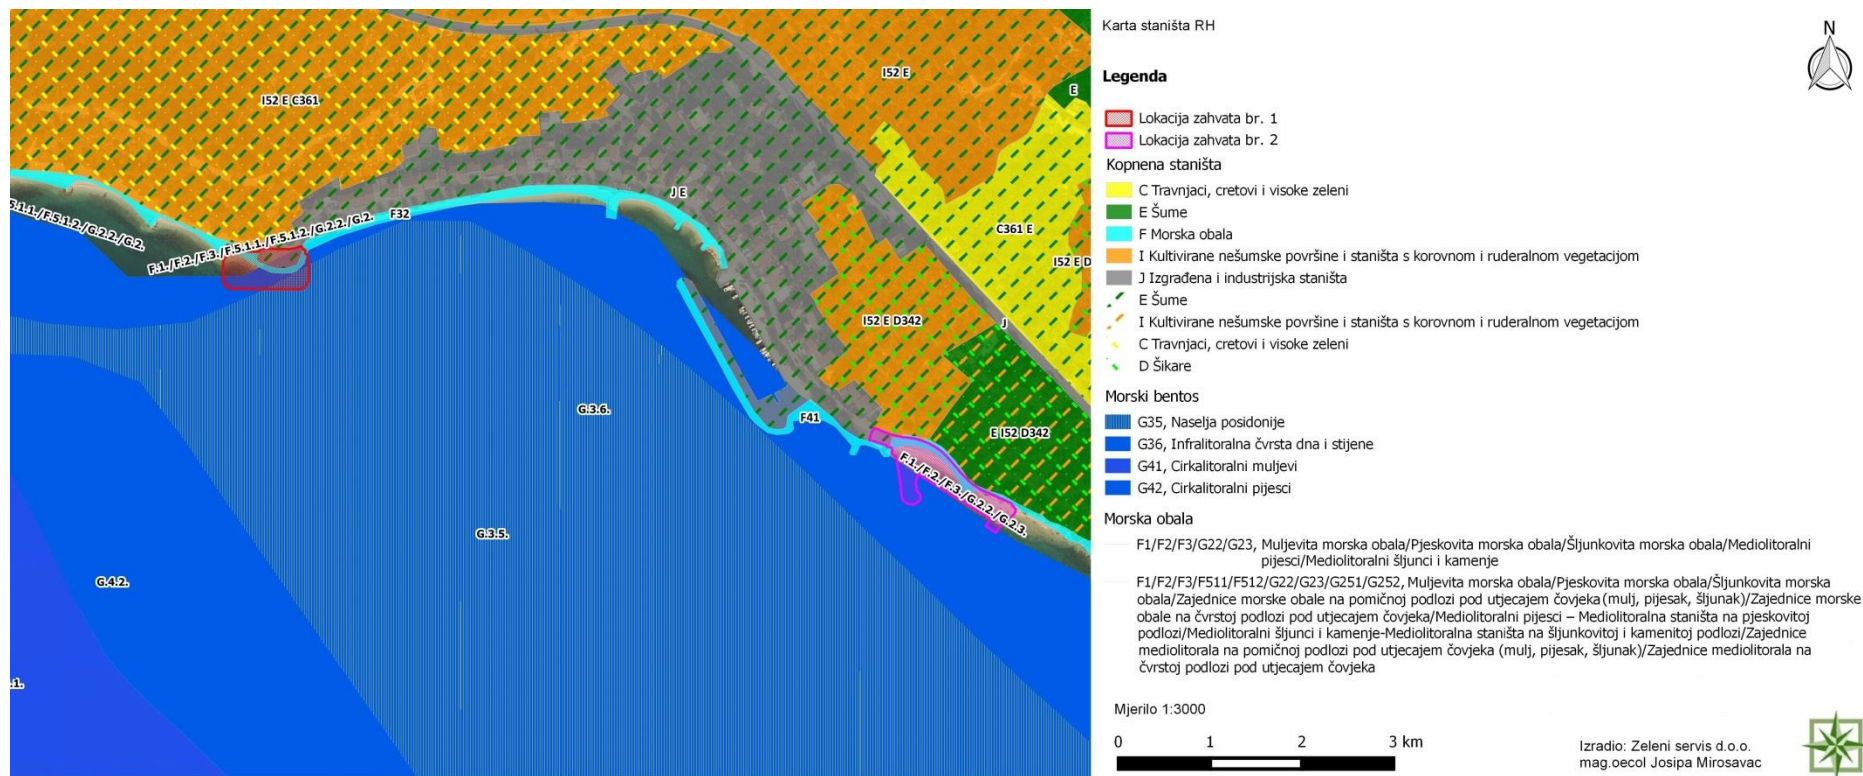 I52 E C361
I52 E
E
J E
C361 E
I52 E D
F32
5.1.1./F.5.1.2./G.2.2./G.2.
F.1./F.2./F.3./F.5.1.1./F.5.1.2./G.2.2./G.2.
I52 E D342
J
G.3.6.
F41
E I52 D342
F.1./F.2./F.3./G.2.2./G.2.3.
G.3.5.
G.4.2.
.1.
Karta staništa RH
N
Legenda
Lokacija zahvata br. 1
Lokacija zahvata br. 2
Kopnena staništa
C Travnjaci, cretovi i visoke zeleni
E Šume
F Morska obala
I Kultivirane nešumske površine i staništa s korovnom i ruderalnom vegetacijom
J Izgrađena i industrijska staništa
E Šume
I Kultivirane nešumske površine i staništa s korovnom i ruderalnom vegetacijom
C Travnjaci, cretovi i visoke zeleni
D Šikare
Morski bentos
G35, Naselja posidonije
G36, Infralitoralna čvrsta dna i stijene
G41, Cirkalitoralni muljevi
G42, Cirkalitoralni pijesci
Morska obala
F1/F2/F3/G22/G23, Muljevita morska obala/Pjeskovita morska obala/Šljunkovita morska obala/Mediolitoralni
pijesci/Mediolitoralni šljunci i kamenje
F1/F2/F3/F511/F512/G22/G23/G251/G252, Muljevita morska obala/Pjeskovita morska obala/Šljunkovita morska
obala/Zajednice morske obale na pomičnoj podlozi pod utjecajem čovjeka (mulj, pijesak, šljunak)/Zajednice morske
obale na čvrstoj podlozi pod utjecajem čovjeka/Mediolitoralni pijesci – Mediolitoralna staništa na pjeskovitoj
podlozi/Mediolitoralni šljunci i kamenje-Mediolitoralna staništa na šljunkovitoj i kamenitoj podlozi/Zajednice
mediolitorala na pomičnoj podlozi pod utjecajem čovjeka (mulj, pijesak, šljunak)/Zajednice mediolitorala na
čvrstoj podlozi pod utjecajem čovjeka
Mjerilo 1:3000
0 1 2 3 km
Izradio: Zeleni servis d.o.o.
mag.oecol Josipa Mirosavac